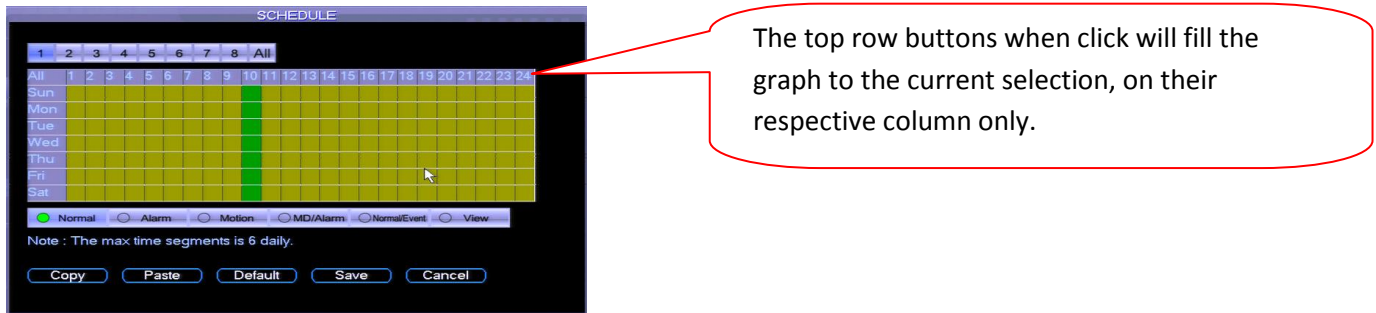 SCHEDULE
1 2 3 4 5 6 7 8 All
All 1 2 3 4 5 6 7 8 9 10 11 12 13 14 15 16 17 18 19 20 21 22 23 24
Sun
Mon
Tue
Wed
Thu
Fri
Sat
Normal Alarm Motion MD/Alarm Normal/Event View
Note : The max time segments is 6 daily.
Copy Paste Default Save Cancel
The top row buttons when click will fill the
graph to the current selection, on their
respective column only.